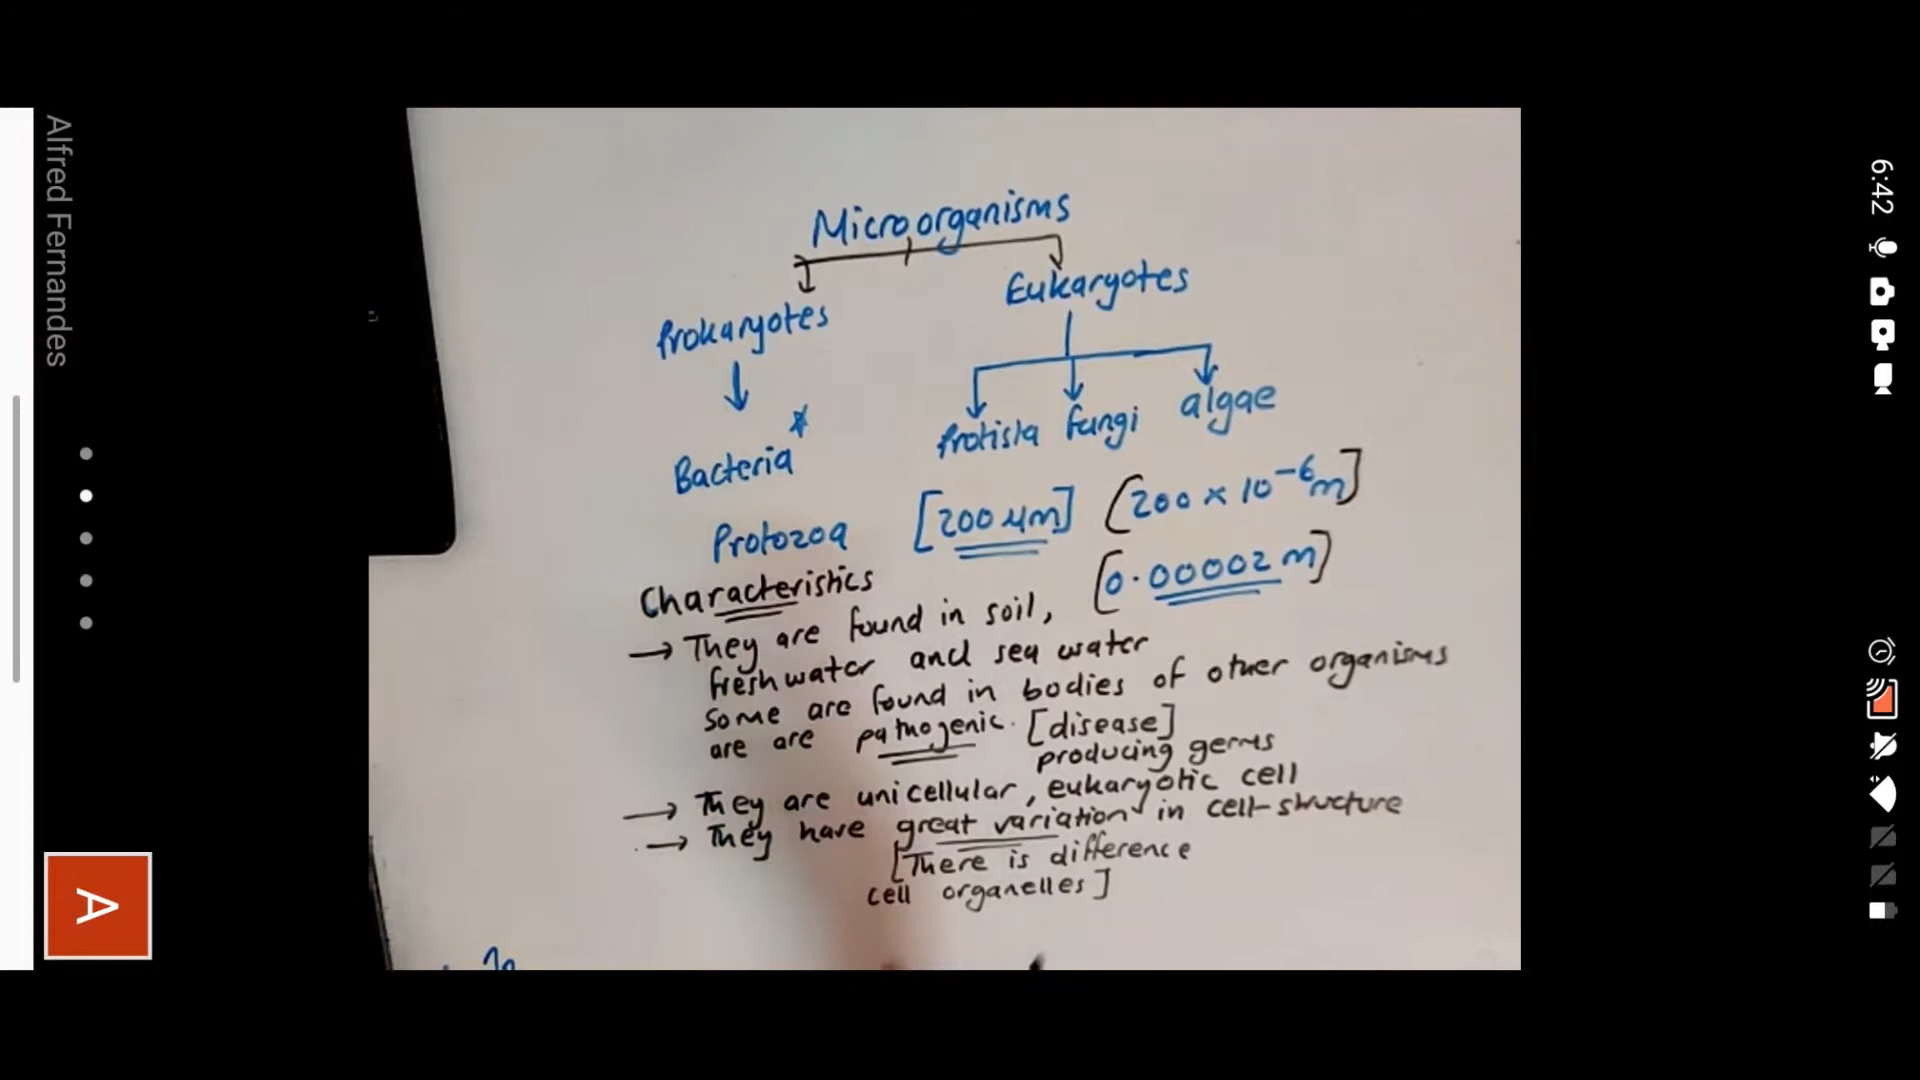 Microorganisms
Prokaryotes
Eukaryotes
Bacteria *
Protista fungi algae
Protozoa [200 μm] [200 × 10⁻⁶m]
Characteristics [0.00002 m]
→ They are found in soil,
freshwater and sea water
some are found in bodies of other organisms
are are pathogenic. [disease]
producing germs
→ They are unicellular, eukaryotic cell
→ They have great variation in cell-structure
[There is difference
cell organelles]
Alfred Fernandes
A
6:42